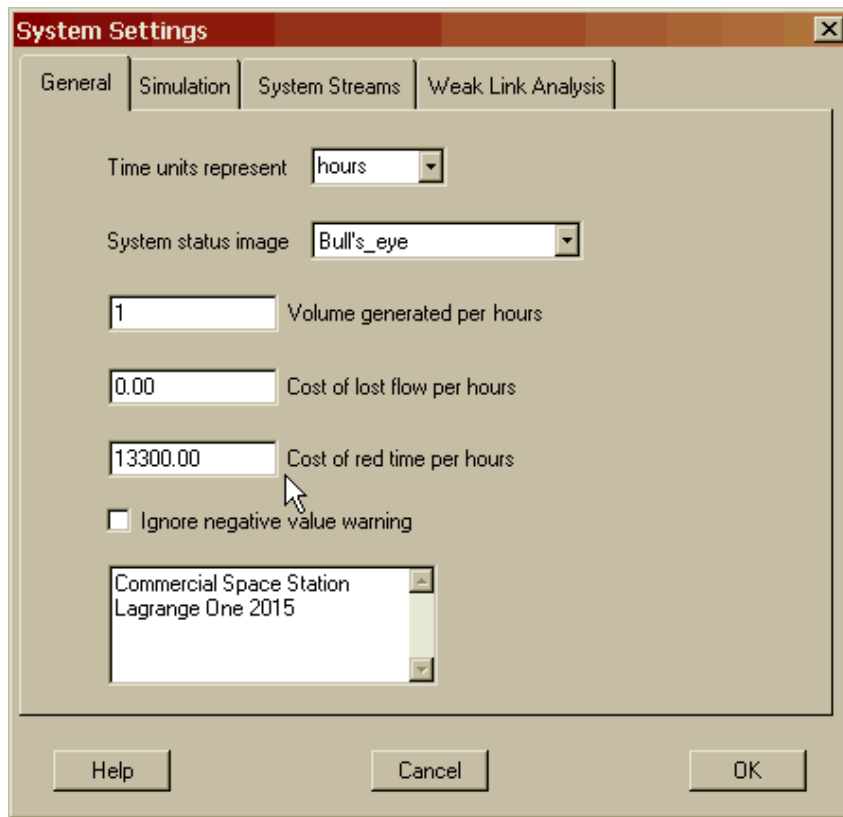 System Settings
General Simulation System Streams Weak Link Analysis
Time units represent hours
System status image Bull's_eye
1 Volume generated per hours
0.00 Cost of lost flow per hours
13300.00 Cost of red time per hours
Ignore negative value warning
Commercial Space Station
Lagrange One 2015
Help Cancel OK